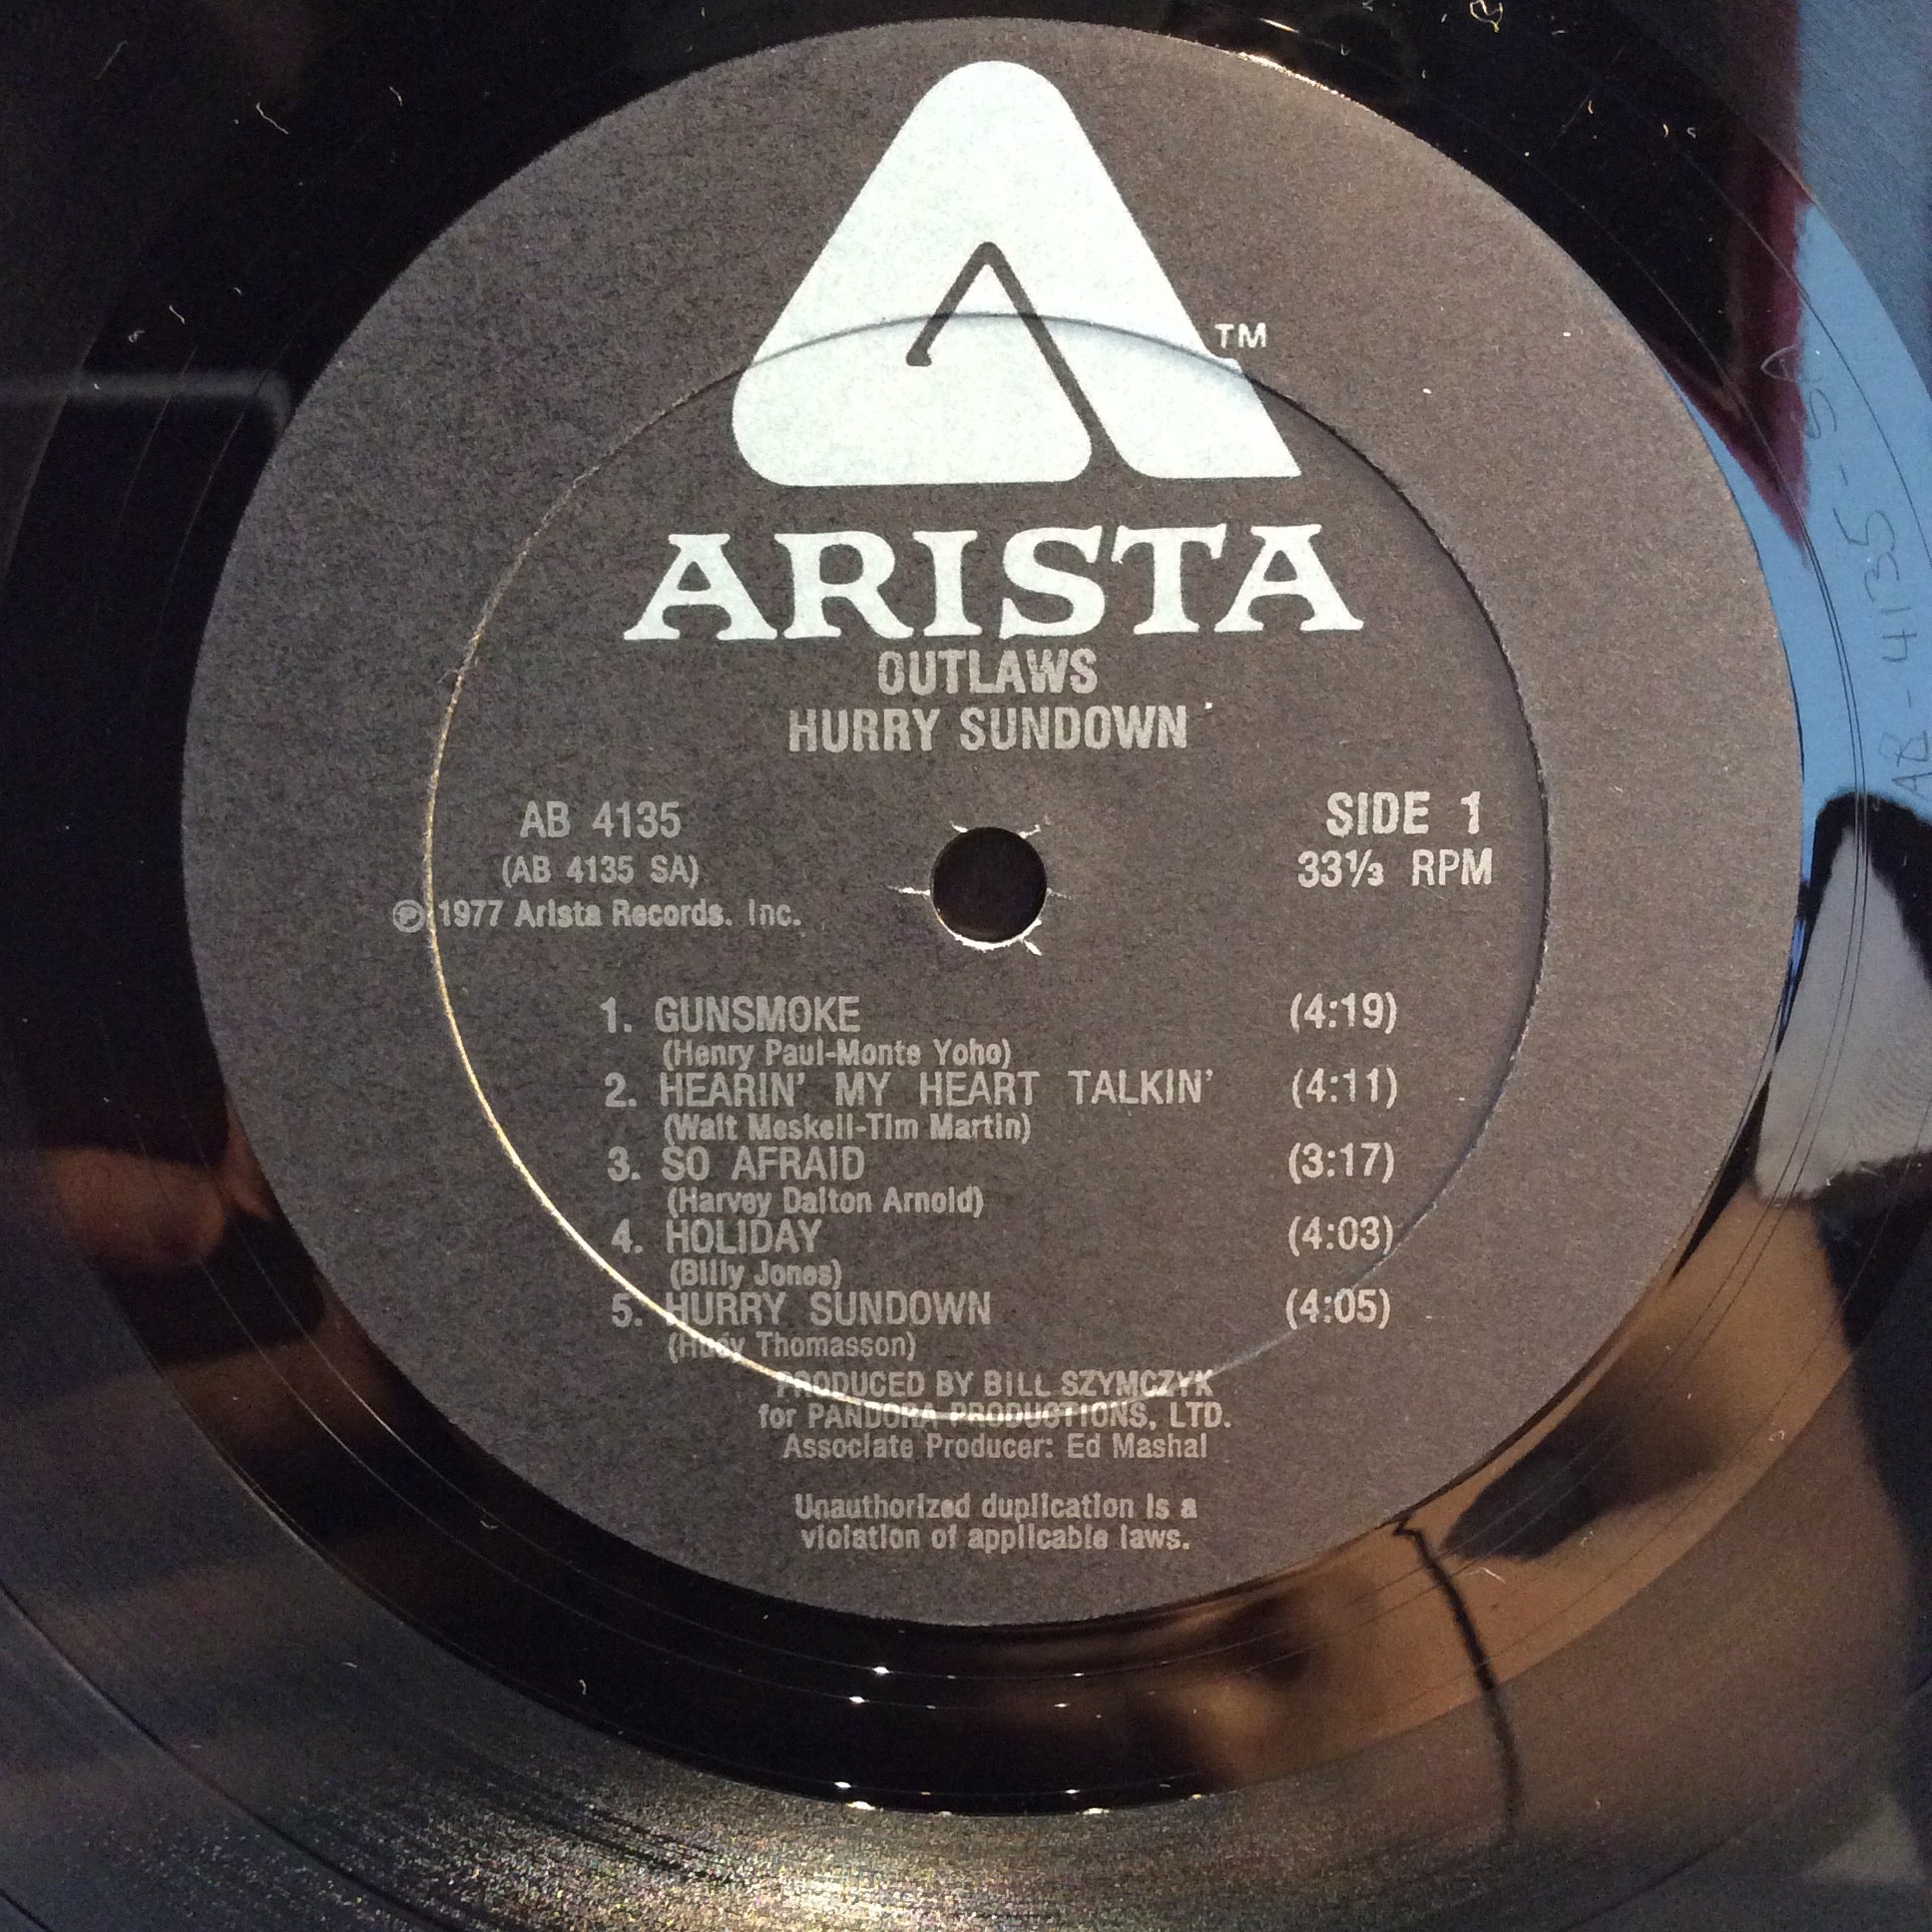 TM
ARISTA
OUTLAWS
HURRY SUNDOWN
AB 4135
(AB 4135 SA)
℗ 1977 Arista Records. Inc.
SIDE 1
33⅓ RPM
1. GUNSMOKE (4:19)
(Henry Paul-Monte Yoho)
2. HEARIN' MY HEART TALKIN' (4:11)
(Walt Meskell-Tim Martin)
3. SO AFRAID (3:17)
(Harvey Dalton Arnold)
4. HOLIDAY (4:03)
(Billy Jones)
5. HURRY SUNDOWN (4:05)
(Hudy Thomasson)
PRODUCED BY BILL SZYMCZYK
for PANDORA PRODUCTIONS, LTD.
Associate Producer: Ed Mashal
Unauthorized duplication is a
violation of applicable laws.
AB-4135-SA